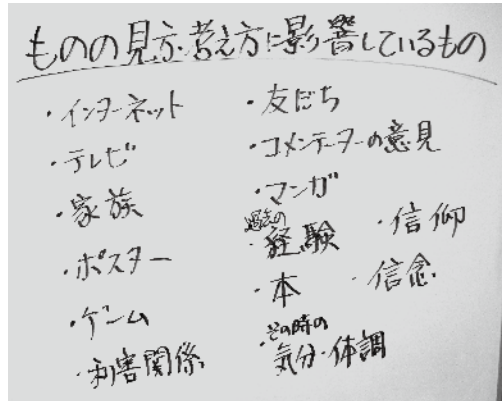 ものの見方・考え方に影響しているもの
・インターネット
・テレビ
・家族
・ポスター
・ゲーム
・利害関係
・友だち
・コメンテーターの意見
・マンガ
・過去の経験
・本
・その時の気分・体調
・信仰
・信念